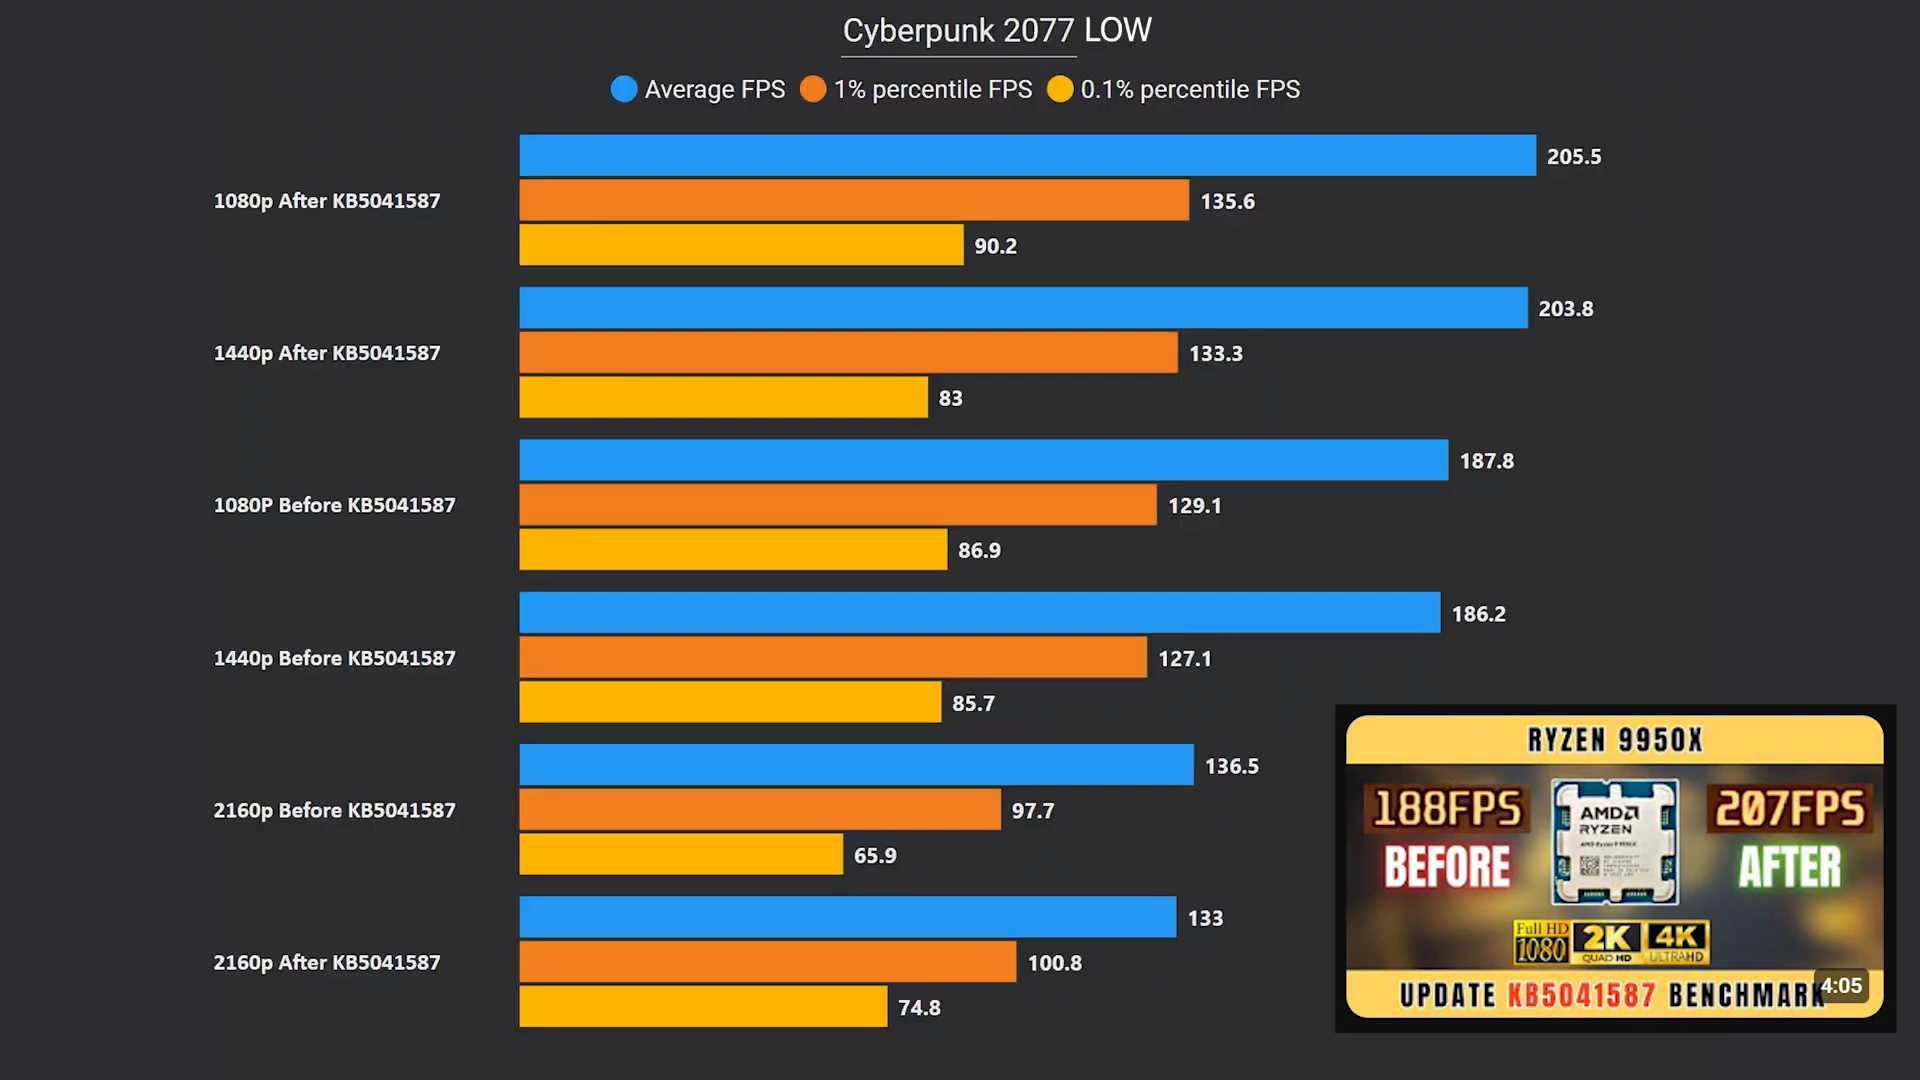 Cyberpunk 2077 LOW
Average FPS 1% percentile FPS 0.1% percentile FPS
205.5
1080p After KB5041587 135.6
90.2
203.8
1440p After KB5041587 133.3
83
187.8
1080P Before KB5041587 129.1
86.9
186.2
1440p Before KB5041587 127.1
85.7
136.5
2160p Before KB5041587 97.7
65.9
133
2160p After KB5041587 100.8
74.8
RYZEN 9950X
188FPS 207FPS
BEFORE AFTER
AMD
RYZEN
Full HD 2K 4K
1080 QUAD HD ULTRAHD
UPDATE KB5041587 BENCHMARK
4:05